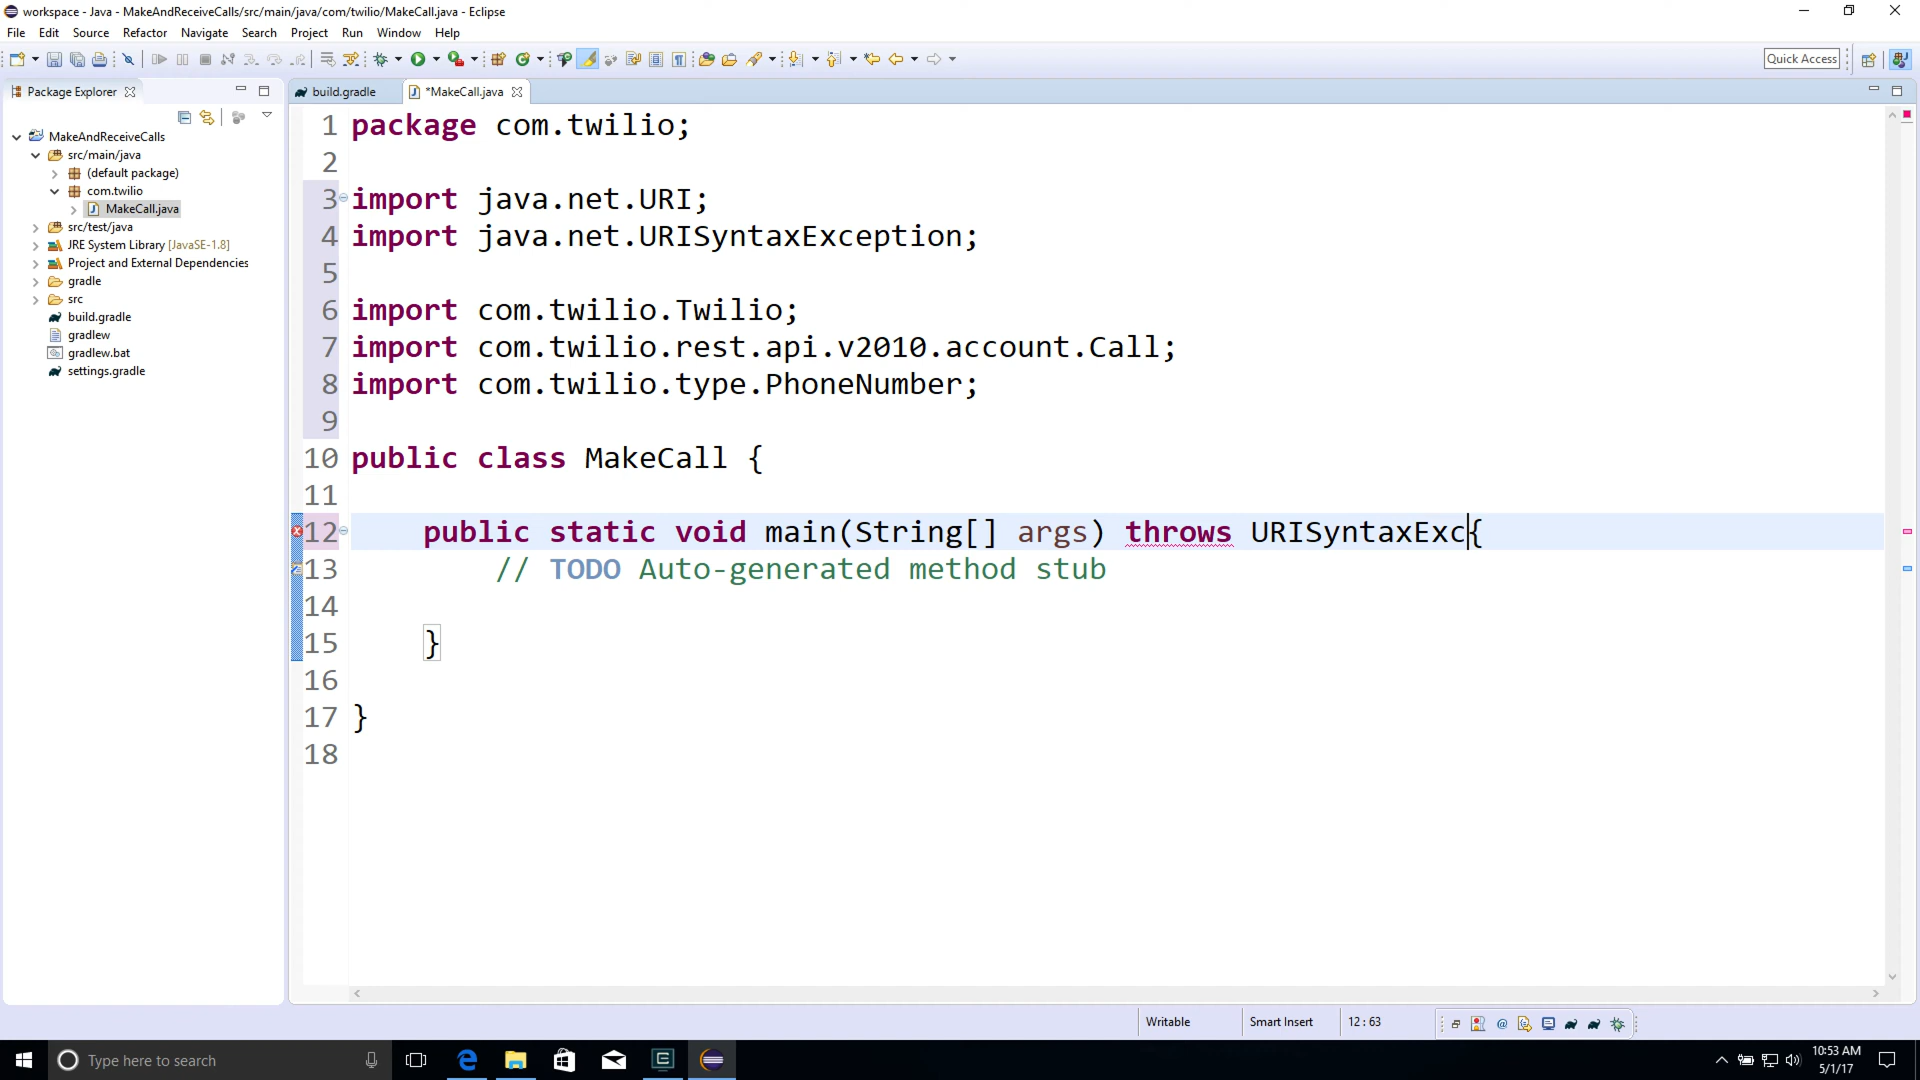 workspace - Java - MakeAndReceiveCalls/src/main/java/com/twilio/MakeCall.java - Eclipse
File Edit Source Refactor Navigate Search Project Run Window Help
Quick Access
Package Explorer
build.gradle
*MakeCall.java
MakeAndReceiveCalls
src/main/java
(default package)
com.twilio
MakeCall.java
src/test/java
JRE System Library [JavaSE-1.8]
Project and External Dependencies
gradle
src
build.gradle
gradlew
gradlew.bat
settings.gradle
1 package com.twilio;
2
3 import java.net.URI;
4 import java.net.URISyntaxException;
5
6 import com.twilio.Twilio;
7 import com.twilio.rest.api.v2010.account.Call;
8 import com.twilio.type.PhoneNumber;
9
10 public class MakeCall {
11
12 public static void main(String[] args) throws URISyntaxExc{
13 // TODO Auto-generated method stub
14
15 }
16
17 }
18
Writable
Smart Insert
12 : 63
Type here to search
10:53 AM
5/1/17